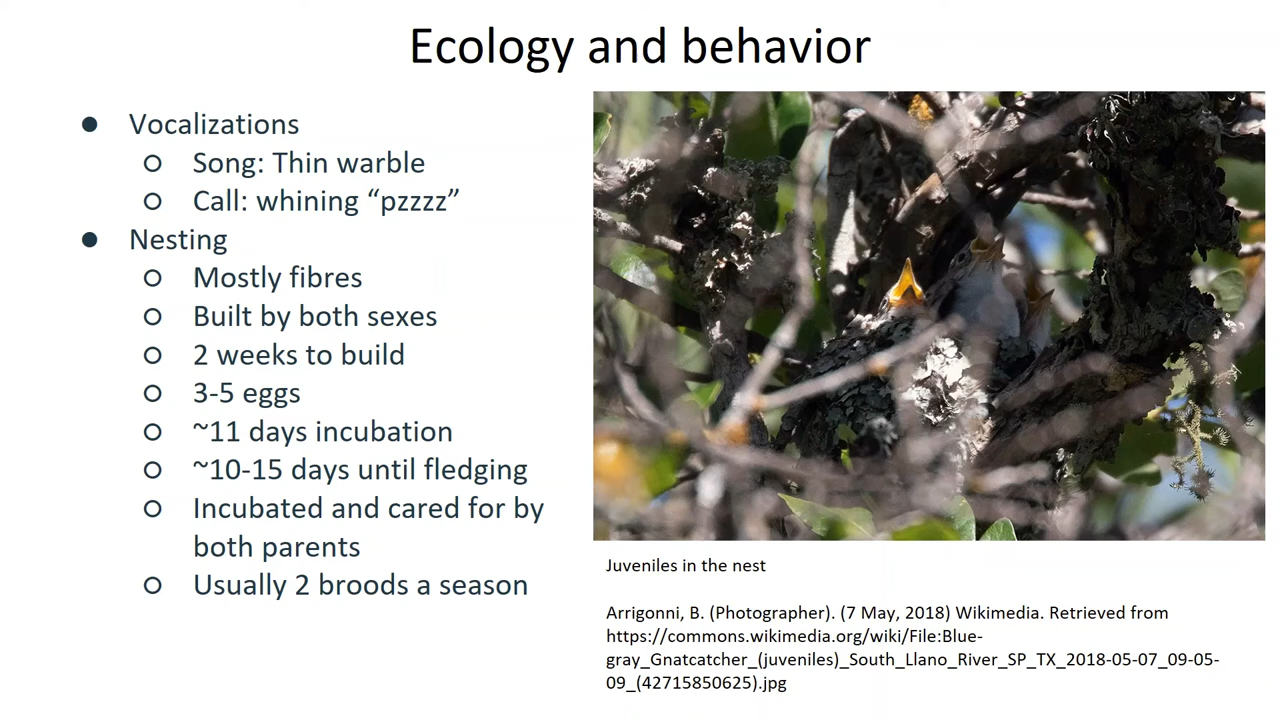 Ecology and behavior
● Vocalizations
○ Song: Thin warble
○ Call: whining “pzzzz”
● Nesting
○ Mostly fibres
○ Built by both sexes
○ 2 weeks to build
○ 3-5 eggs
○ ~11 days incubation
○ ~10-15 days until fledging
○ Incubated and cared for by
both parents
○ Usually 2 broods a season
Juveniles in the nest
Arrigonni, B. (Photographer). (7 May, 2018) Wikimedia. Retrieved from
https://commons.wikimedia.org/wiki/File:Blue-
gray_Gnatcatcher_(juveniles)_South_Llano_River_SP_TX_2018-05-07_09-05-
09_(42715850625).jpg